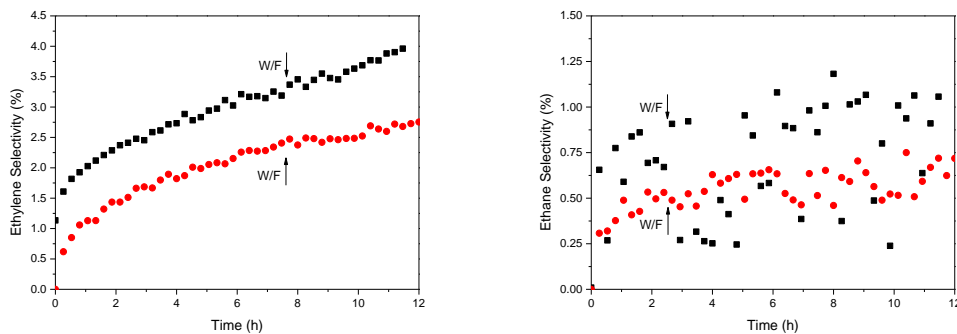 Ethylene Selectivity (%)
4.5
4.0
3.5
3.0
2.5
2.0
1.5
1.0
0.5
0.0
W/F
W/F
0 2 4 6 8 10 12
Time (h)
Ethane Selectivity (%)
1.50
1.25
1.00
0.75
0.50
0.25
0.00
W/F
W/F
0 2 4 6 8 10 12
Time (h)